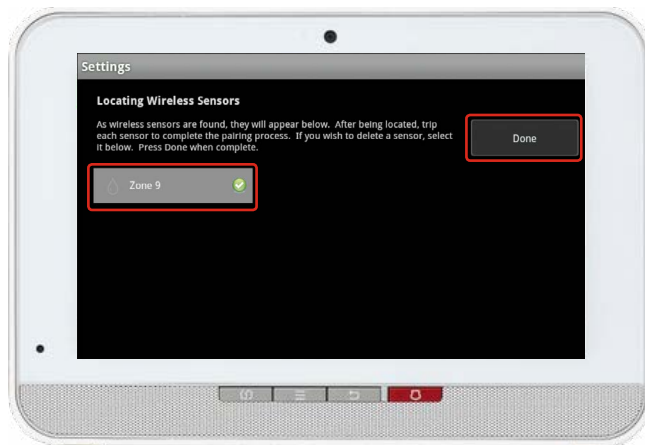 Settings
Locating Wireless Sensors
As wireless sensors are found, they will appear below. After being located, trip
each sensor to complete the pairing process. If you wish to delete a sensor, select
it below. Press Done when complete.
Done
Zone 9